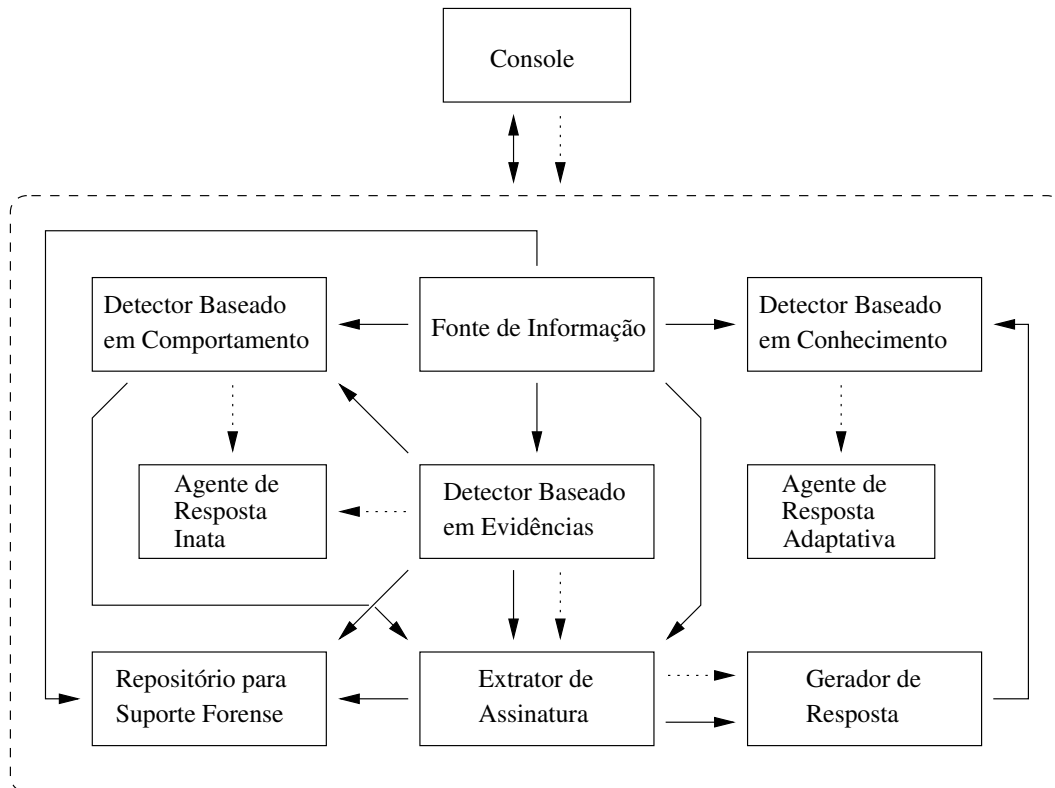 Console
Detector Baseado
em Comportamento
Fonte de Informação
Detector Baseado
em Conhecimento
Agente de
Resposta
Inata
Detector Baseado
em Evidências
Agente de
Resposta
Adaptativa
Repositório para
Suporte Forense
Extrator de
Assinatura
Gerador de
Resposta